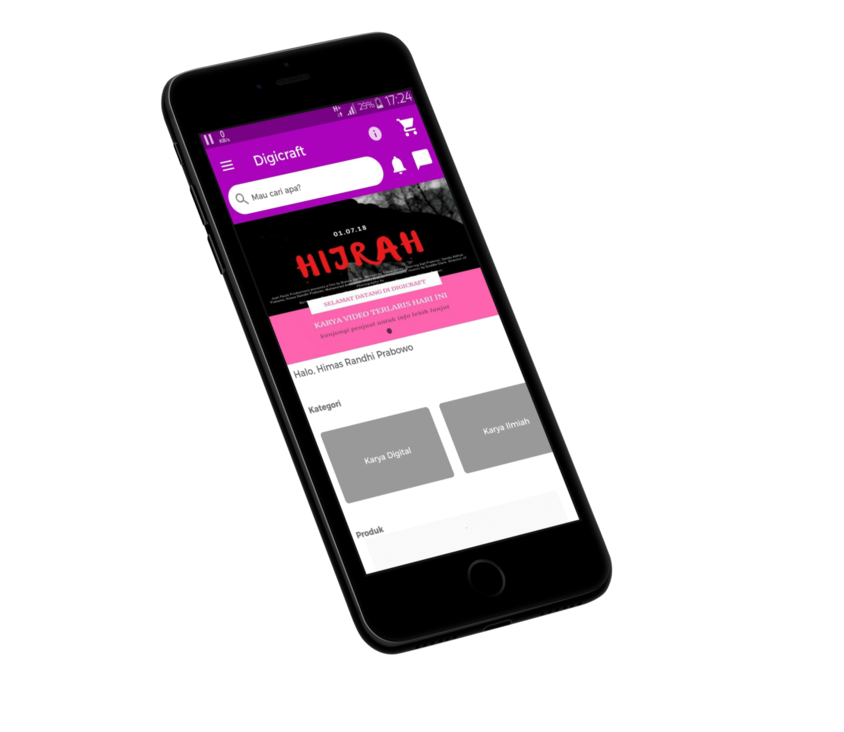 0
KB/s
H+
29%
17:24
Digicraft
Mau cari apa?
01.07.18
HIJRAH
SELAMAT DATANG DI DIGICRAFT
KARYA VIDEO TERLARIS HARI INI
kunjungi penjual untuk info lebih lanjut
Halo, Himas Randhi Prabowo
Kategori
Karya Digital
Karya Ilmiah
Produk